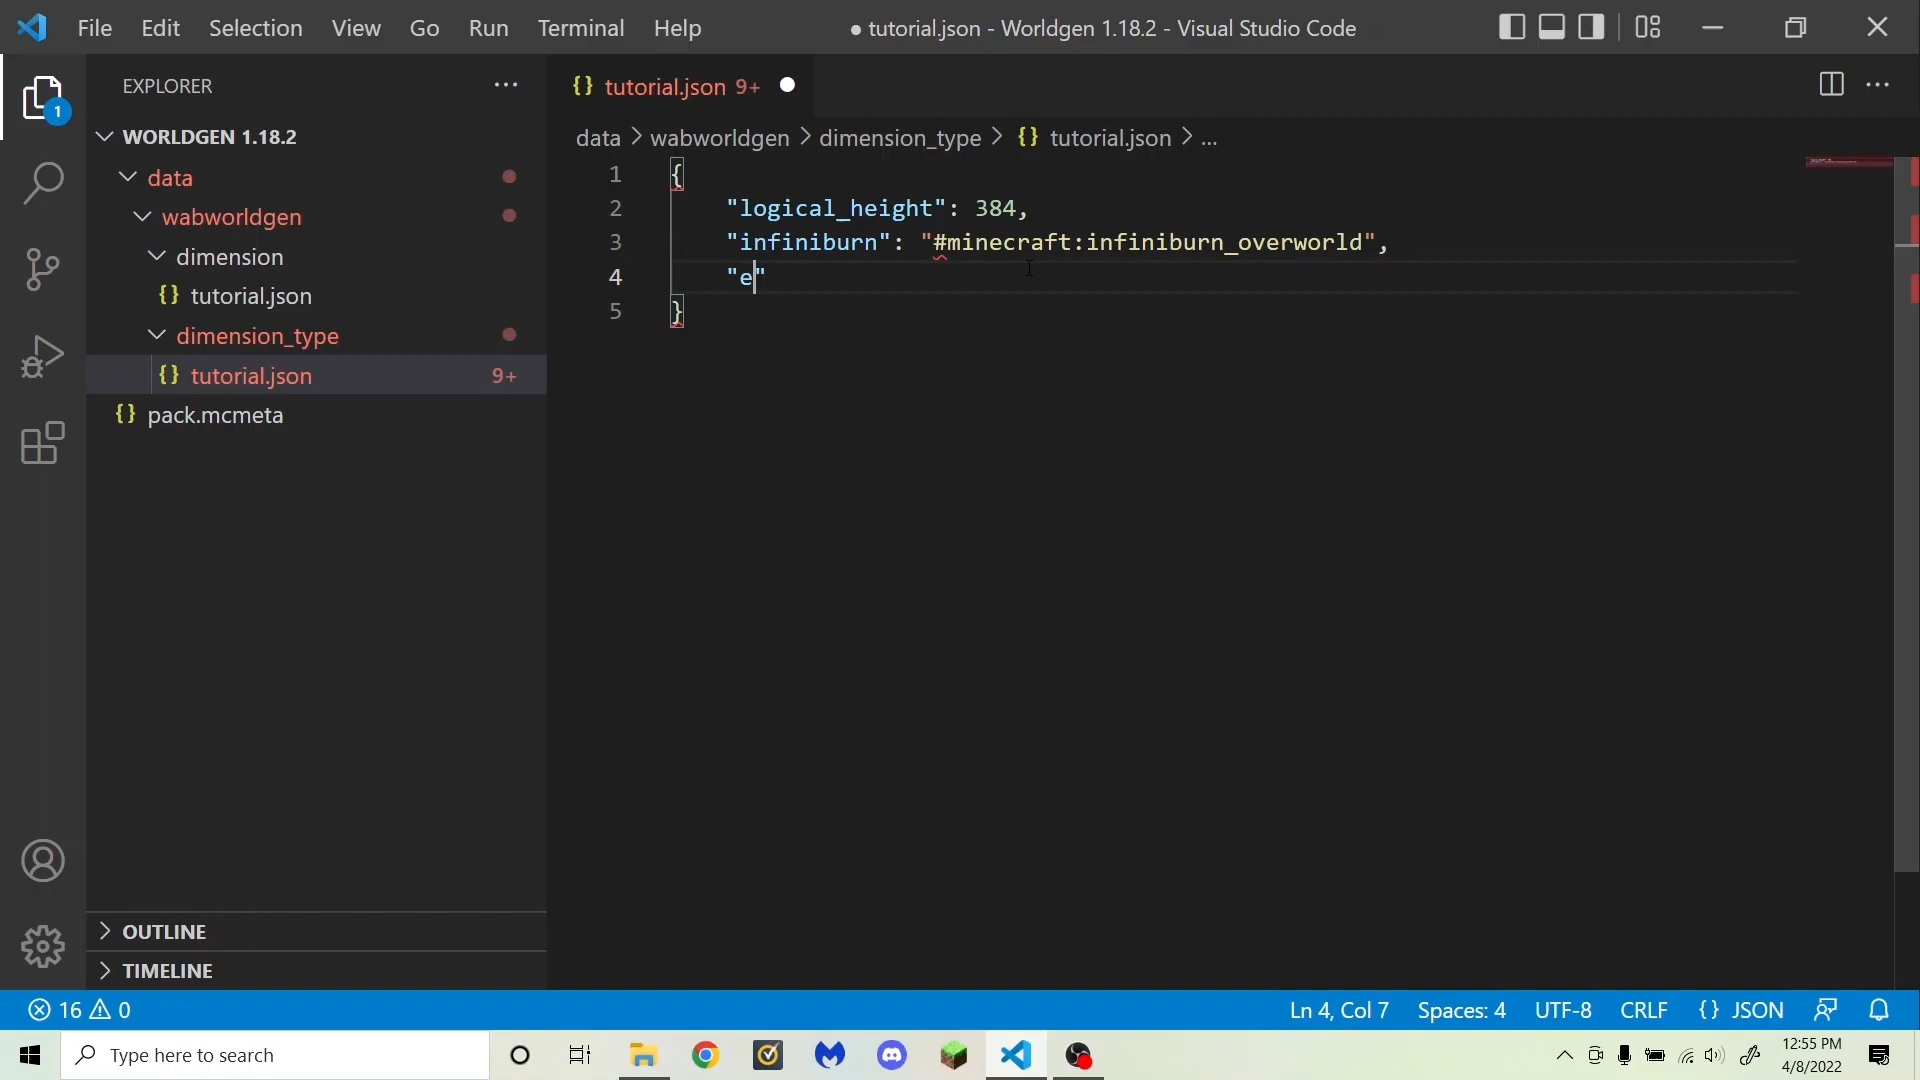 File Edit Selection View Go Run Terminal Help ● tutorial.json - Worldgen 1.18.2 - Visual Studio Code
EXPLORER ···
{} tutorial.json 9+
1
WORLDGEN 1.18.2
data > wabworldgen > dimension_type > {} tutorial.json > ...
data
1 {
wabworldgen
2 "logical_height": 384,
dimension
3 "infiniburn": "#minecraft:infiniburn_overworld",
{} tutorial.json
4 "e"
dimension_type
5 }
{} tutorial.json 9+
{} pack.mcmeta
OUTLINE
TIMELINE
16 0 Ln 4, Col 7 Spaces: 4 UTF-8 CRLF {} JSON
Type here to search
12:55 PM
4/8/2022